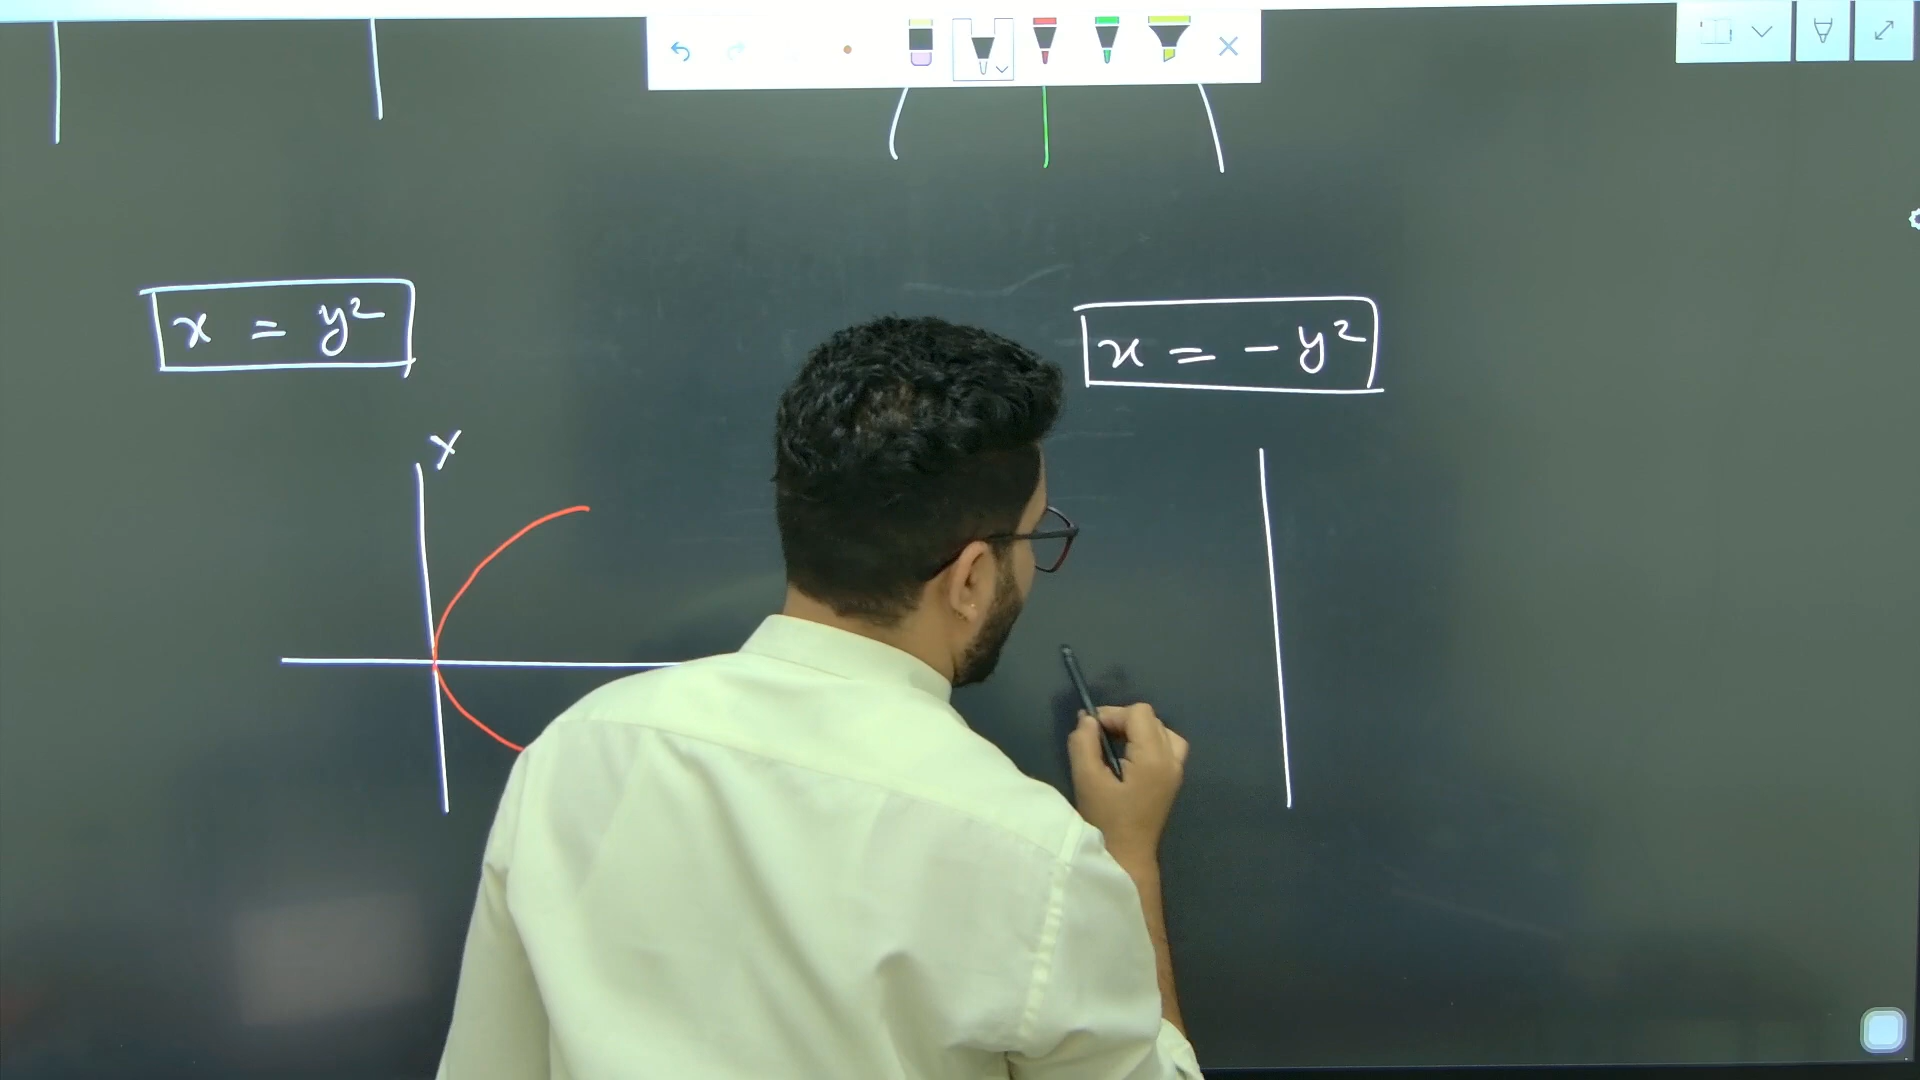 x = y²
x = - y²
x